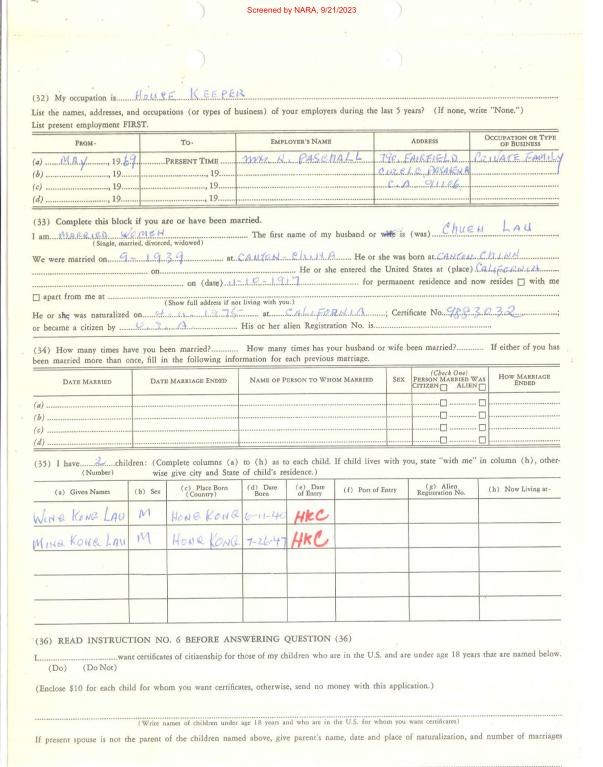 Screened by NARA, 9/21/2023
(32) My occupation is HOUSE KEEPER
List the names, addresses, and occupations (or types of business) of your employers during the last 5 years? (If none, write "None.")
List present employment FIRST.
FROM- TO- EMPLOYER'S NAME ADDRESS OCCUPATION OR TYPE OF BUSINESS
(a) MAY, 1969 PRESENT TIME N. PASCHALL FAIRFIELD PRIVATE FAMILY
(b) , 19 , 19 CIRCLE, PASADENA
(c) , 19 , 19 C.A 91106
(d) , 19 , 19
(33) Complete this block if you are or have been married.
I am MARRIED WOMEN The first name of my husband or wife is (was) CHUEN LAU
(Single, married, divorced, widowed)
We were married on 9-1939 at CANTON-CHINA He or she was born at CANTON-CHINA
on He or she entered the United States at (place) CALIFORNIA
on (date) 11-10-1917 for permanent residence and now resides ☐ with me
☐ apart from me at
(Show full address if not living with you.)
He or she was naturalized on 4-11-1975 at CALIFORNIA; Certificate No. 9883032;
or became a citizen by U.S.A His or her alien Registration No. is
(34) How many times have you been married? How many times has your husband or wife been married? If either of you has
been married more than once, fill in the following information for each previous marriage.
DATE MARRIED DATE MARRIAGE ENDED NAME OF PERSON TO WHOM MARRIED SEX (Check One) PERSON MARRIED WAS CITIZEN ☐ ALIEN ☐ HOW MARRIAGE ENDED
(a) ☐ ☐
(b) ☐ ☐
(c) ☐ ☐
(d) ☐ ☐
(35) I have 2 children: (Complete columns (a) to (h) as to each child. If child lives with you, state "with me" in column (h), other-
(Number) wise give city and State of child's residence.)
(a) Given Names (b) Sex (c) Place Born (Country) (d) Date Born (e) Date of Entry (f) Port of Entry (g) Alien Registration No. (h) Now Living at-
WING KONG LAU M HONG KONG 6-11-40 HKC
MING KONG LAU M HONG KONG 7-26-47 HKC
(36) READ INSTRUCTION NO. 6 BEFORE ANSWERING QUESTION (36)
I want certificates of citizenship for those of my children who are in the U.S. and are under age 18 years that are named below.
(Do) (Do Not)
(Enclose $10 for each child for whom you want certificates, otherwise, send no money with this application.)
(Write names of children under age 18 years and who are in the U.S. for whom you want certificates)
If present spouse is not the parent of the children named above, give parent's name, date and place of naturalization, and number of marriages